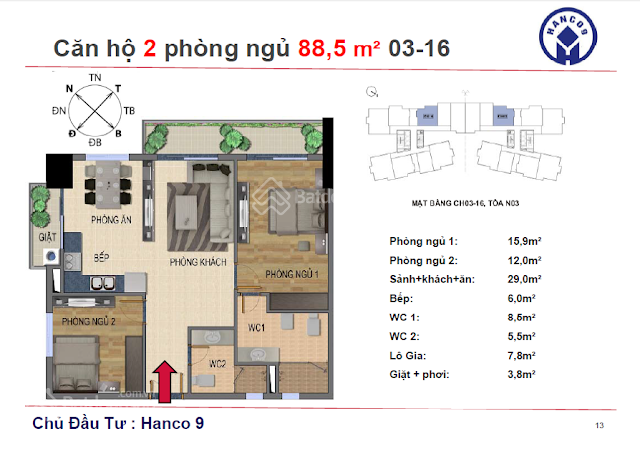 HANCO9
Căn hộ 2 phòng ngủ 88,5 m² 03-16
TN
N T
ĐN TB
Đ B
ĐB
PHÒNG ĂN
GIẶT
BẾP
PHÒNG KHÁCH
PHÒNG NGỦ 1
PHÒNG NGỦ 2
WC1
WC2
MẶT BẰNG CH03-16, TÒA N03
Phòng ngủ 1: 15,9m²
Phòng ngủ 2: 12,0m²
Sảnh+khách+ăn: 29,0m²
Bếp: 6,0m²
WC 1: 8,5m²
WC 2: 5,5m²
Lô Gia: 7,8m²
Giặt + phơi: 3,8m²
Chủ Đầu Tư : Hanco 9
13